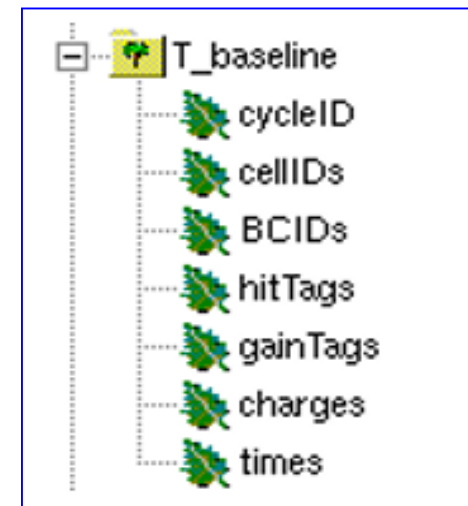 T_baseline
cycleID
cellIDs
BCIDs
hitTags
gainTags
charges
times